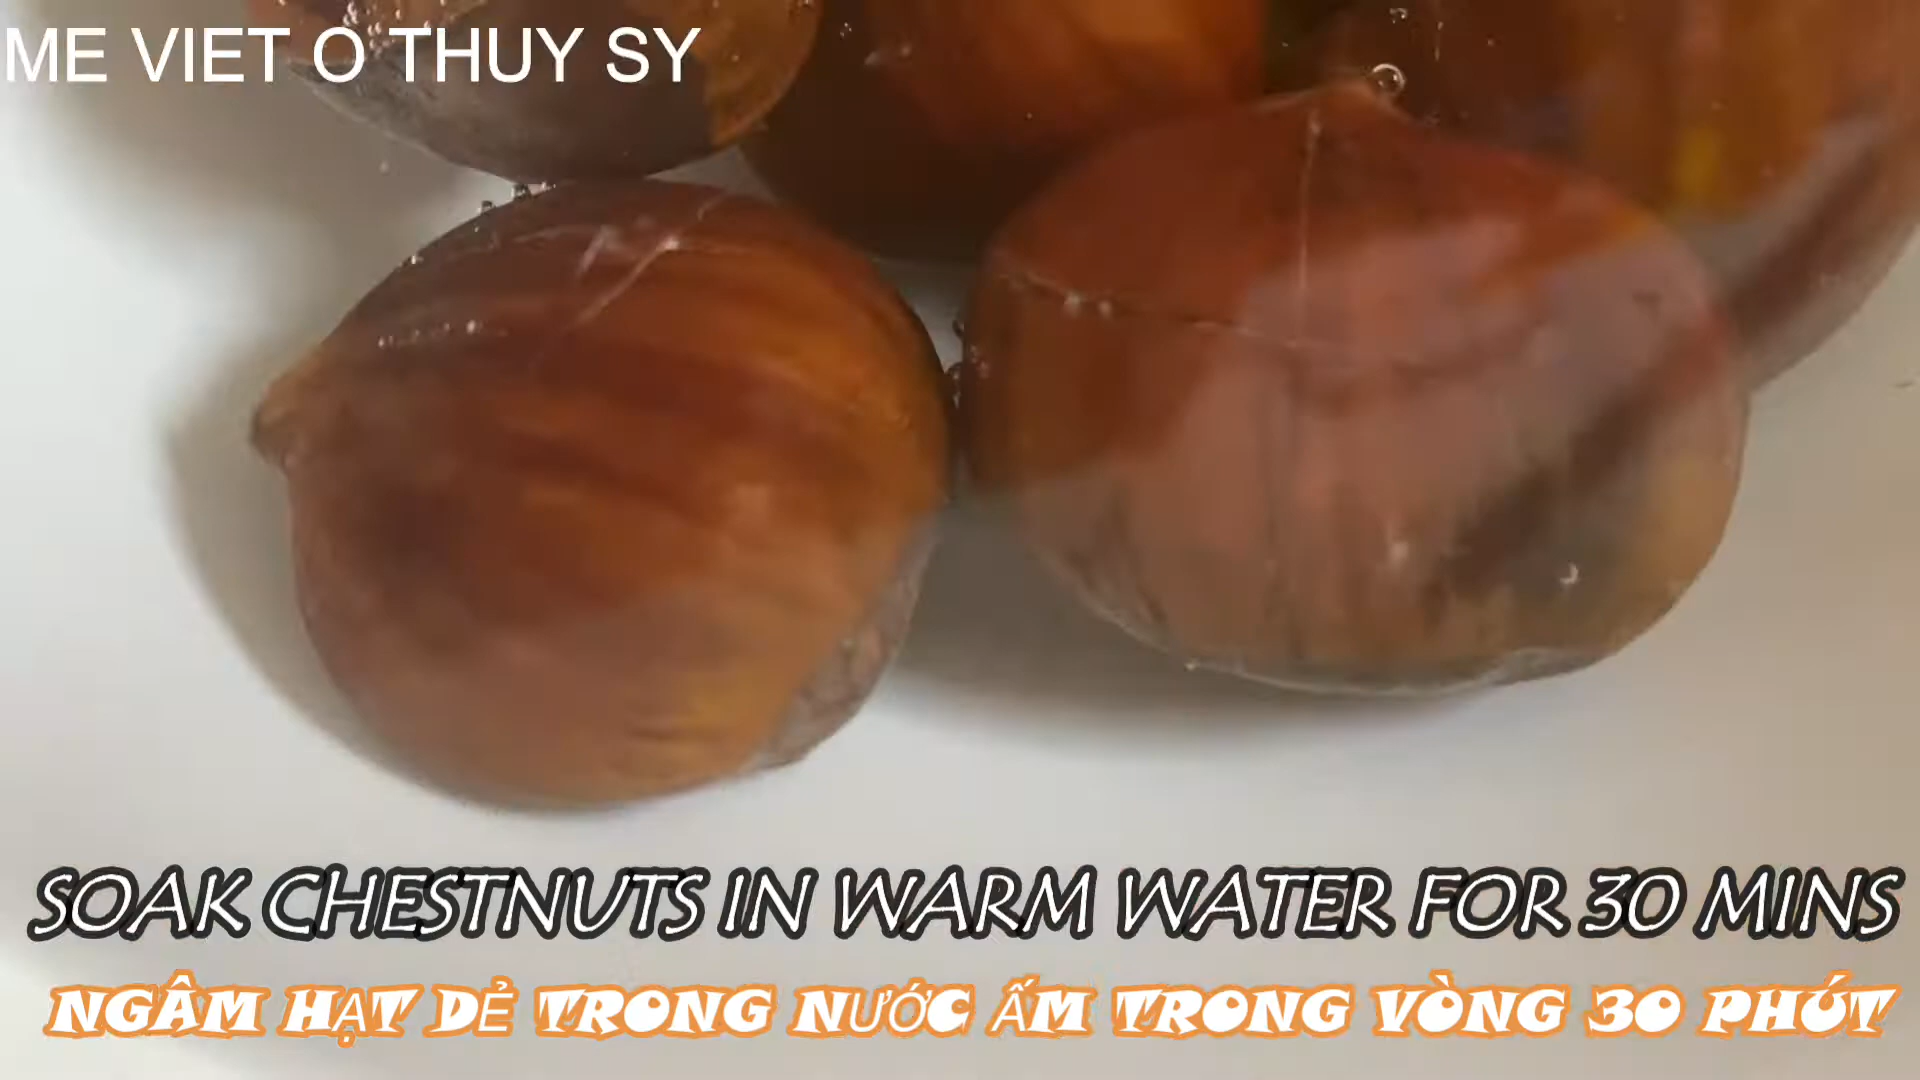 ME VIET O THUY SY
SOAK CHESTNUTS IN WARM WATER FOR 30 MINS
NGÂM HẠT DẺ TRONG NƯỚC ẤM TRONG VÒNG 30 PHÚT